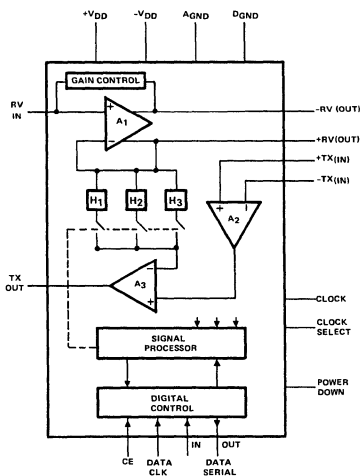 +VDD
−VDD
AGND
DGND
GAIN CONTROL
RV
IN
+
A1
−
−RV (OUT)
+RV(OUT)
+TX(IN)
−TX(IN)
H1
H2
H3
+
−
A2
TX
OUT
−
A3
+
CLOCK
CLOCK
SELECT
SIGNAL
PROCESSOR
POWER
DOWN
DIGITAL
CONTROL
CE
DATA
CLK
IN
OUT
DATA
SERIAL